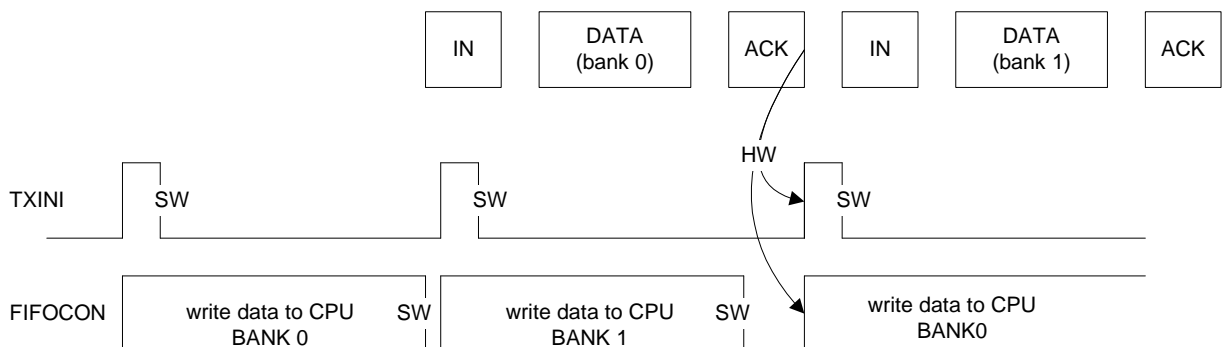 IN
DATA
(bank 0)
ACK
IN
DATA
(bank 1)
ACK
HW
TXINI
SW
SW
SW
FIFOCON
write data to CPU
BANK 0
SW
write data to CPU
BANK 1
SW
write data to CPU
BANK0